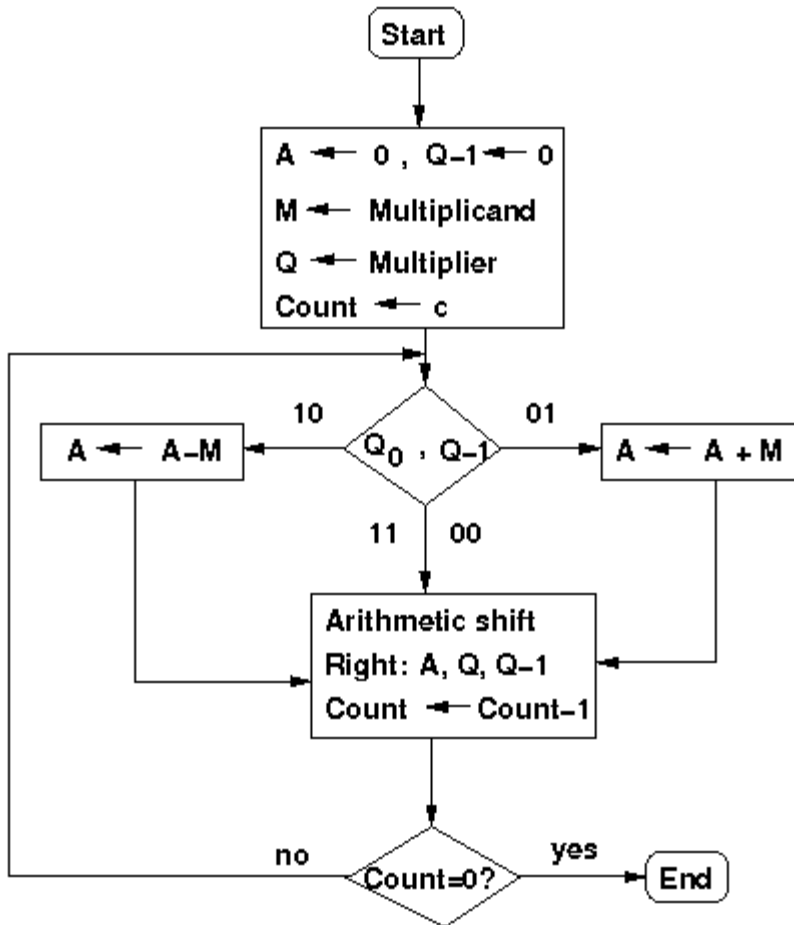 Start
A ← 0 , Q-1 ← 0
M ← Multiplicand
Q ← Multiplier
Count ← c
10
01
A ← A-M
Q0 , Q-1
A ← A + M
11 00
Arithmetic shift
Right: A, Q, Q-1
Count ← Count-1
no
yes
Count=0?
End